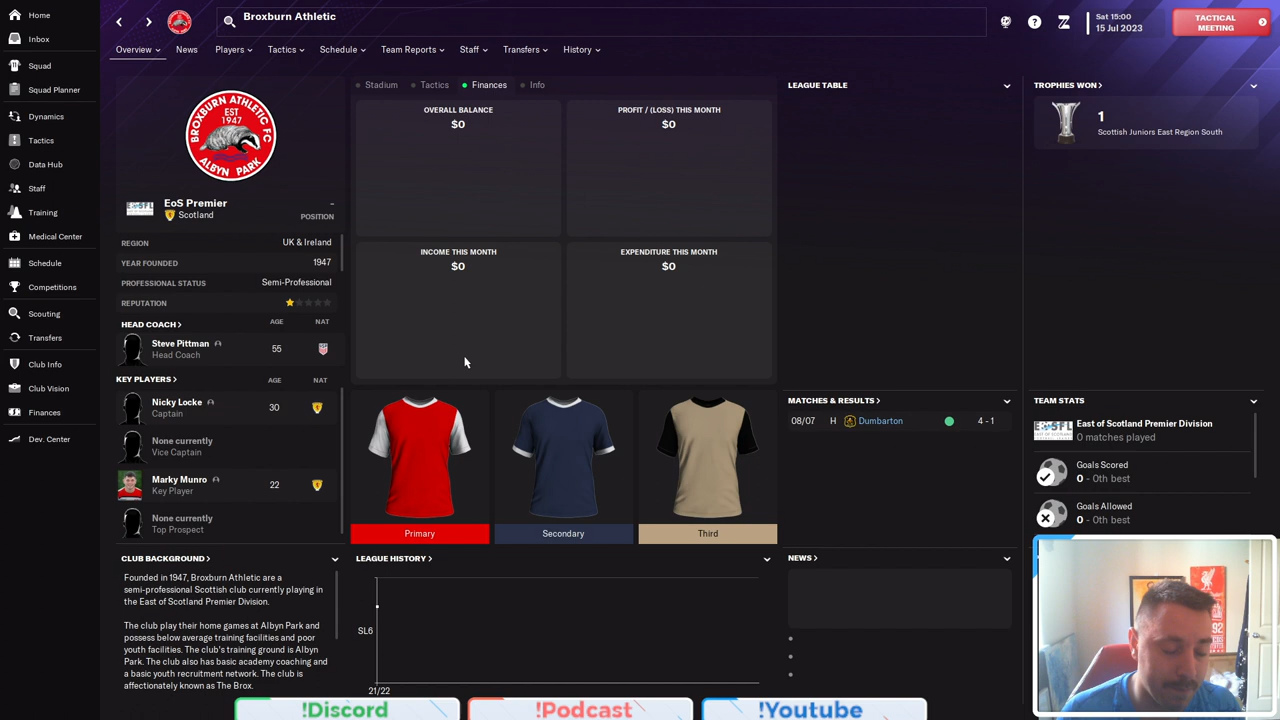 Home
Inbox
Squad
Squad Planner
Dynamics
Tactics
Data Hub
Staff
Training
Medical Center
Schedule
Competitions
Scouting
Transfers
Club Info
Club Vision
Finances
Dev. Center
Broxburn Athletic
Sat 15:00
15 Jul 2023
TACTICAL
MEETING
Overview
News
Players
Tactics
Schedule
Team Reports
Staff
Transfers
History
BROXBURN ATHLETIC FC
EST
1947
ALBYN PARK
EoS Premier
Scotland
-
POSITION
REGION UK & Ireland
YEAR FOUNDED 1947
PROFESSIONAL STATUS Semi-Professional
REPUTATION
HEAD COACH AGE NAT
Steve Pittman 55
Head Coach
KEY PLAYERS AGE NAT
Nicky Locke 30
Captain
None currently
Vice Captain
Marky Munro 22
Key Player
None currently
Top Prospect
CLUB BACKGROUND
Founded in 1947, Broxburn Athletic are a
semi-professional Scottish club currently playing in
the East of Scotland Premier Division.
The club play their home games at Albyn Park and
possess below average training facilities and poor
youth facilities. The club's training ground is Albyn
Park. The club also has basic academy coaching and
a basic youth recruitment network. The club is
affectionately known as The Brox.
Stadium Tactics Finances Info
OVERALL BALANCE
$0
PROFIT / (LOSS) THIS MONTH
$0
INCOME THIS MONTH
$0
EXPENDITURE THIS MONTH
$0
Primary
Secondary
Third
LEAGUE HISTORY
SL6
21/22
LEAGUE TABLE
MATCHES & RESULTS
08/07 H Dumbarton 4 - 1
NEWS
TROPHIES WON
1
Scottish Juniors East Region South
TEAM STATS
East of Scotland Premier Division
0 matches played
Goals Scored
0 - 0th best
Goals Allowed
0 - 0th best
!Discord
!Podcast
!Youtube